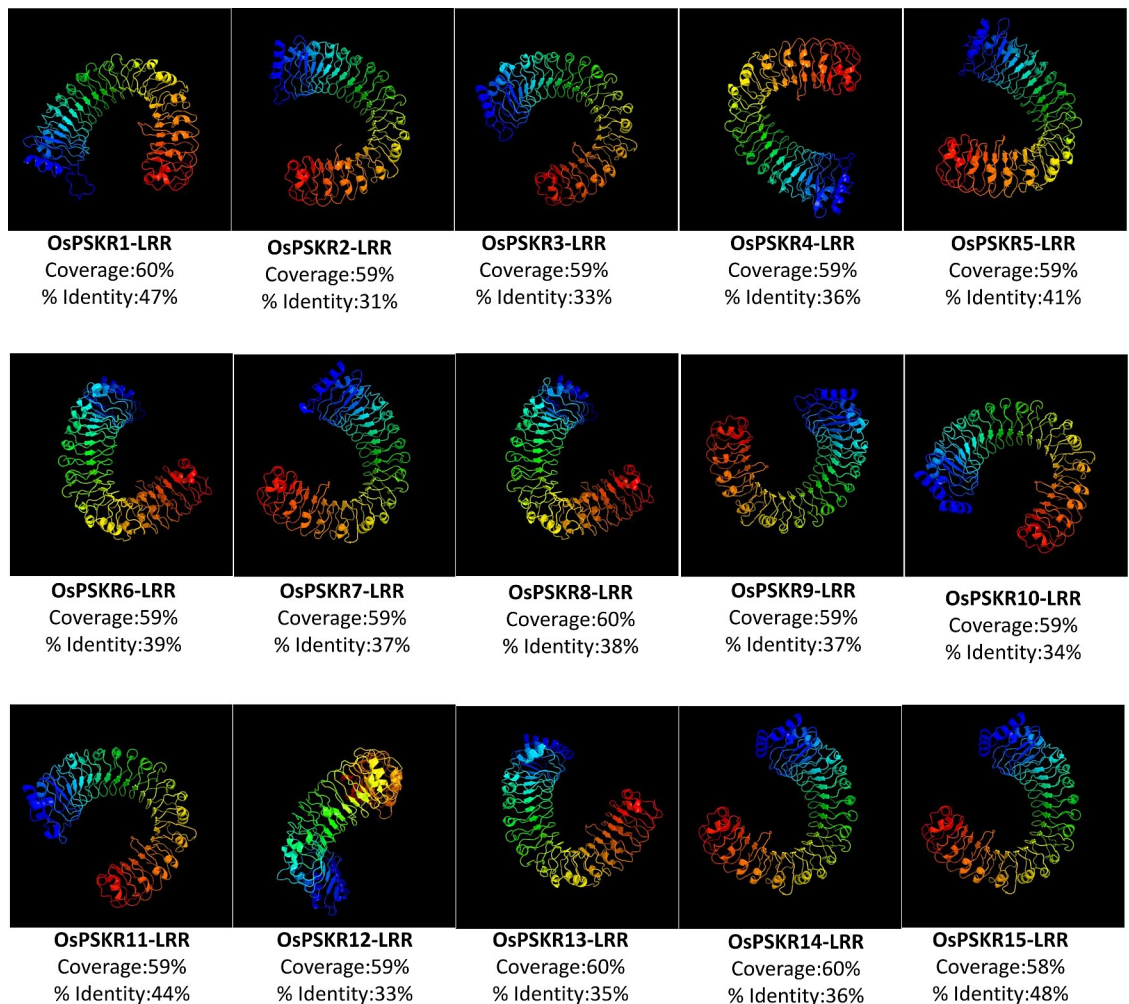 OsPSKR1-LRR
Coverage:60%
% Identity:47%
OsPSKR2-LRR
Coverage:59%
% Identity:31%
OsPSKR3-LRR
Coverage:59%
% Identity:33%
OsPSKR4-LRR
Coverage:59%
% Identity:36%
OsPSKR5-LRR
Coverage:59%
% Identity:41%
OsPSKR6-LRR
Coverage:59%
% Identity:39%
OsPSKR7-LRR
Coverage:59%
% Identity:37%
OsPSKR8-LRR
Coverage:60%
% Identity:38%
OsPSKR9-LRR
Coverage:59%
% Identity:37%
OsPSKR10-LRR
Coverage:59%
% Identity:34%
OsPSKR11-LRR
Coverage:59%
% Identity:44%
OsPSKR12-LRR
Coverage:59%
% Identity:33%
OsPSKR13-LRR
Coverage:60%
% Identity:35%
OsPSKR14-LRR
Coverage:60%
% Identity:36%
OsPSKR15-LRR
Coverage:58%
% Identity:48%